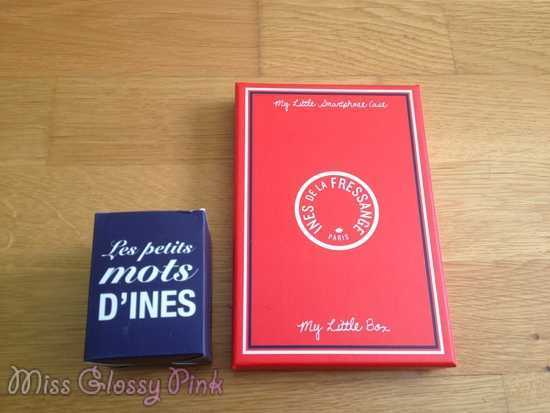 My Little Smartphone Case
INES DE LA FRESSANGE
PARIS
My Little Box
Les petits
mots
D'INES
Miss Glossy Pink